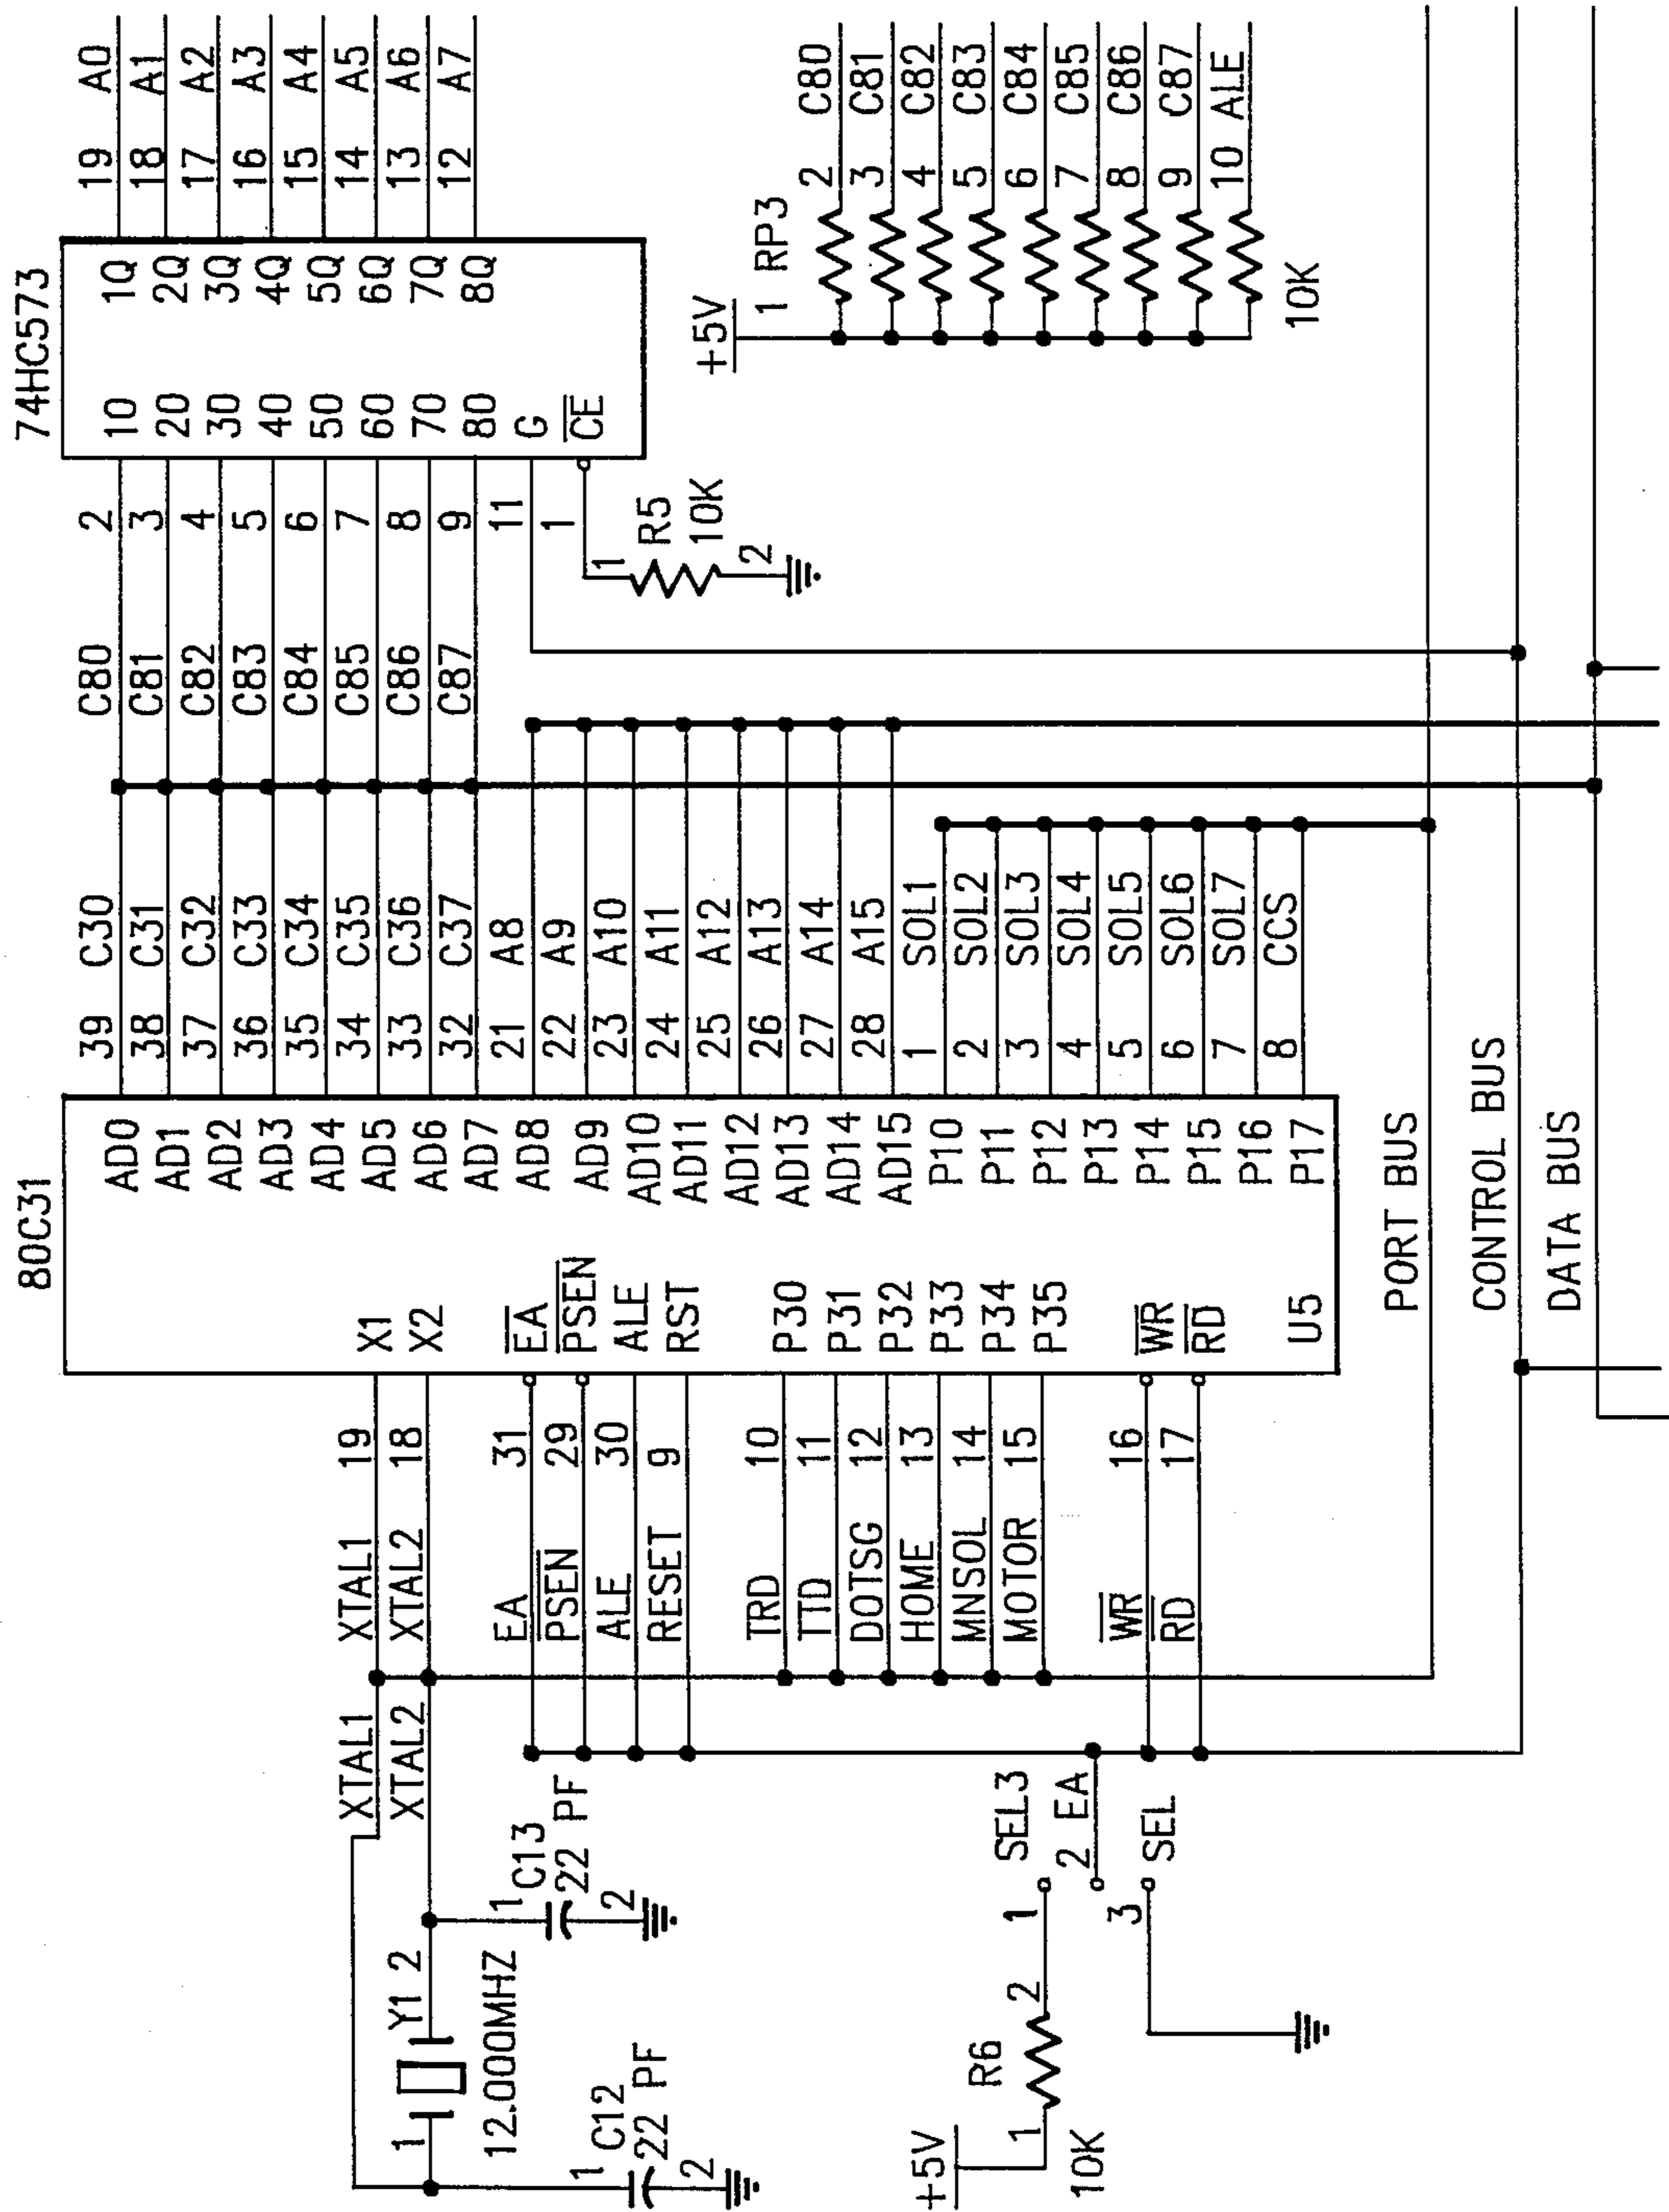 80C31
X1
X2
EA
PSEN
ALE
RST
P30
P31
P32
P33
P34
P35
WR
RD
U5
AD0
AD1
AD2
AD3
AD4
AD5
AD6
AD7
AD8
AD9
AD10
AD11
AD12
AD13
AD14
AD15
P10
P11
P12
P13
P14
P15
P16
P17
XTAL1 XTAL1 19
XTAL2 XTAL2 18
EA 31
PSEN 29
ALE 30
RESET 9
TRD 10
TTD 11
DOTSG 12
HOME 13
MNSOL 14
MOTOR 15
WR 16
RD 17
1 Y1 2
12.000MHZ
1 C12
22 PF
2
1 C13
22 PF
2
+5V
1 R6 2
10K
1 SEL3
2 EA
3 SEL
39 C30 C80 2
38 C31 C81 3
37 C32 C82 4
36 C33 C83 5
35 C34 C84 6
34 C35 C85 7
33 C36 C86 8
32 C37 C87 9
21 A8
22 A9
23 A10
24 A11
25 A12
26 A13
27 A14
28 A15
1 SOL1
2 SOL2
3 SOL3
4 SOL4
5 SOL5
6 SOL6
7 SOL7
8 CCS
11
1
1
R5
10K
2
74HC573
1D 1Q 19 A0
2D 2Q 18 A1
3D 3Q 17 A2
4D 4Q 16 A3
5D 5Q 15 A4
6D 6Q 14 A5
7D 7Q 13 A6
8D 8Q 12 A7
G
CE
+5V
1 RP3
2 C80
3 C81
4 C82
5 C83
6 C84
7 C85
8 C86
9 C87
10 ALE
10K
PORT BUS
CONTROL BUS
DATA BUS